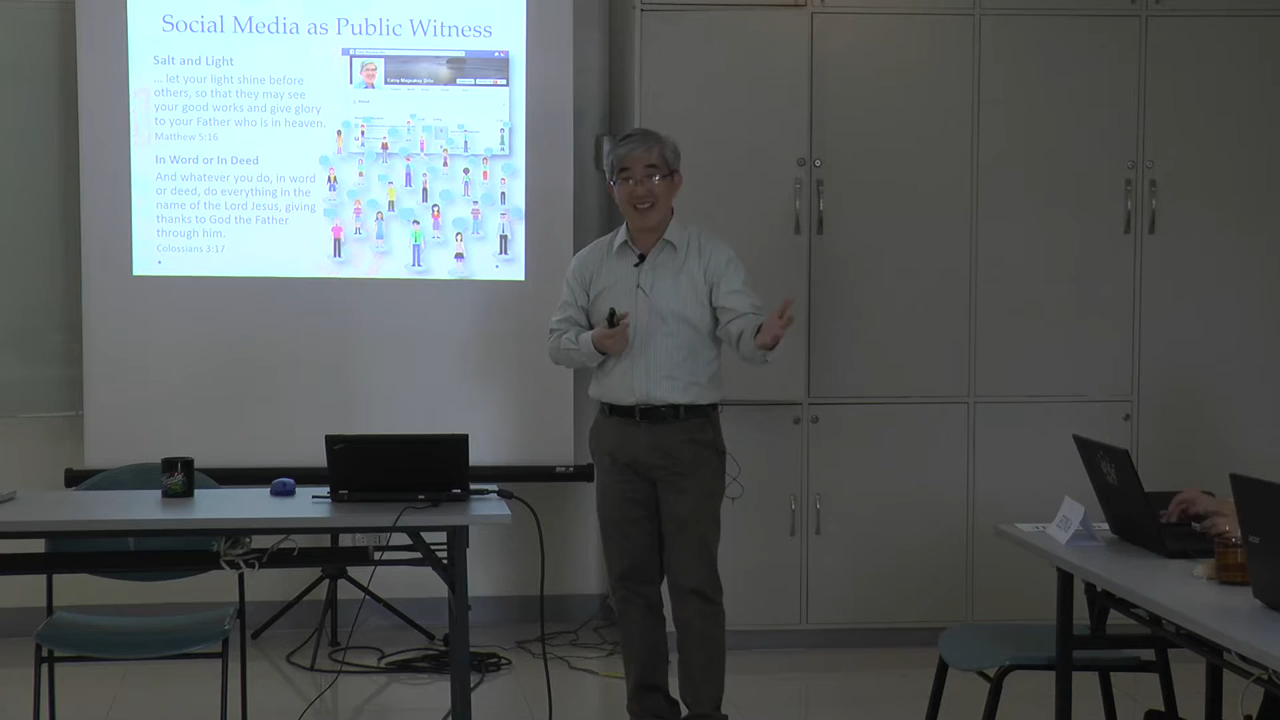 Social Media as Public Witness
Salt and Light
... let your light shine before
others, so that they may see
your good works and give glory
to your Father who is in heaven.
Matthew 5:16
In Word or In Deed
And whatever you do, in word
or deed, do everything in the
name of the Lord Jesus, giving
thanks to God the Father
through him.
Colossians 3:17